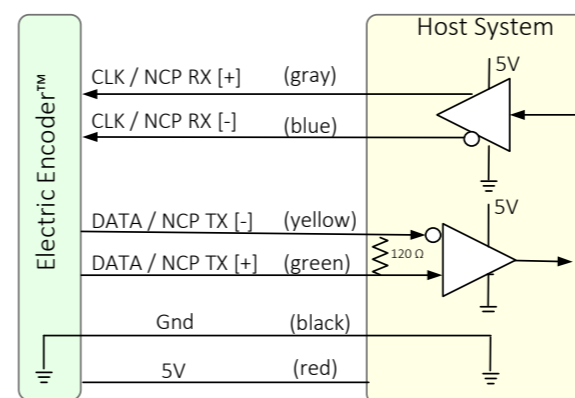 Host System
Electric Encoder™
5V
CLK / NCP RX [+] (gray)
CLK / NCP RX [-] (blue)
5V
DATA / NCP TX [-] (yellow)
120 Ω
DATA / NCP TX [+] (green)
Gnd (black)
5V (red)